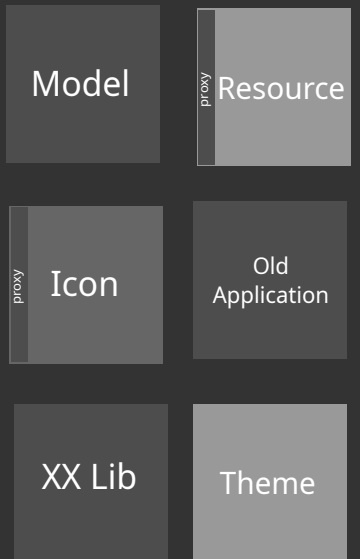 Model
proxy
Resource
proxy
Icon
Old
Application
XX Lib
Theme